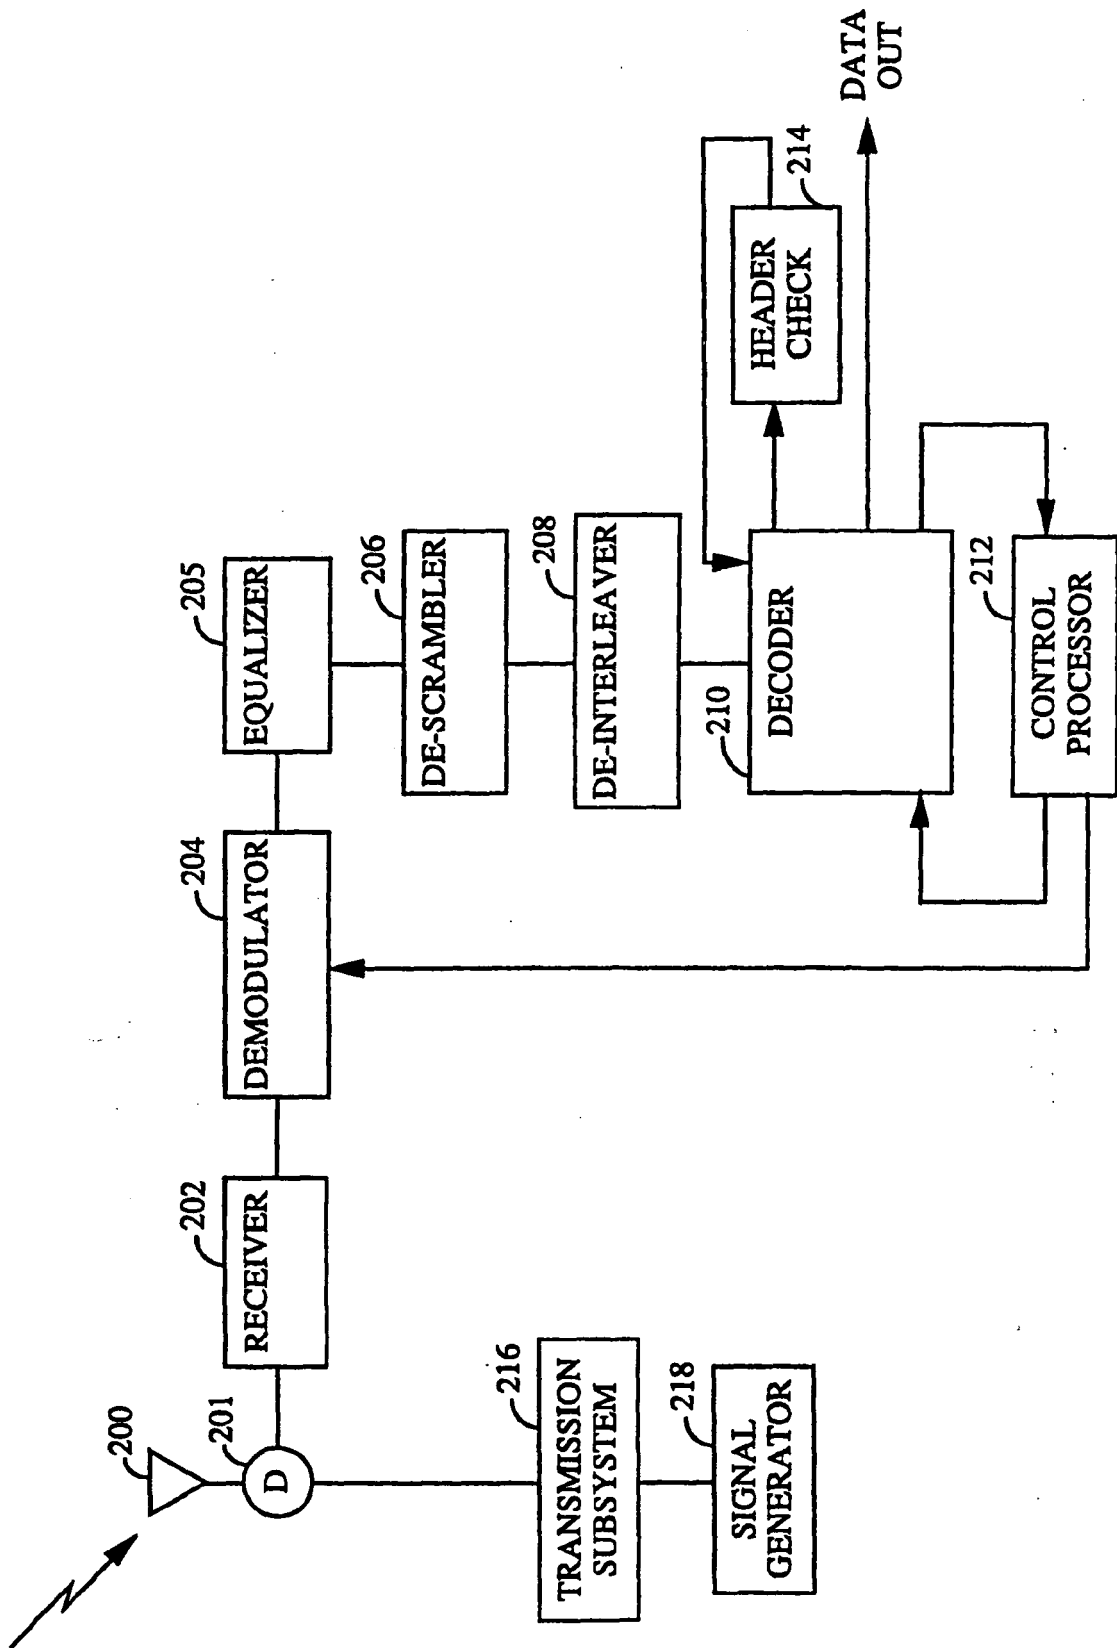 200
201
D
202
RECEIVER
204
DEMODULATOR
205
EQUALIZER
206
DE-SCRAMBLER
208
DE-INTERLEAVER
210
DECODER
214
HEADER
CHECK
DATA
OUT
212
CONTROL
PROCESSOR
216
TRANSMISSION
SUBSYSTEM
218
SIGNAL
GENERATOR